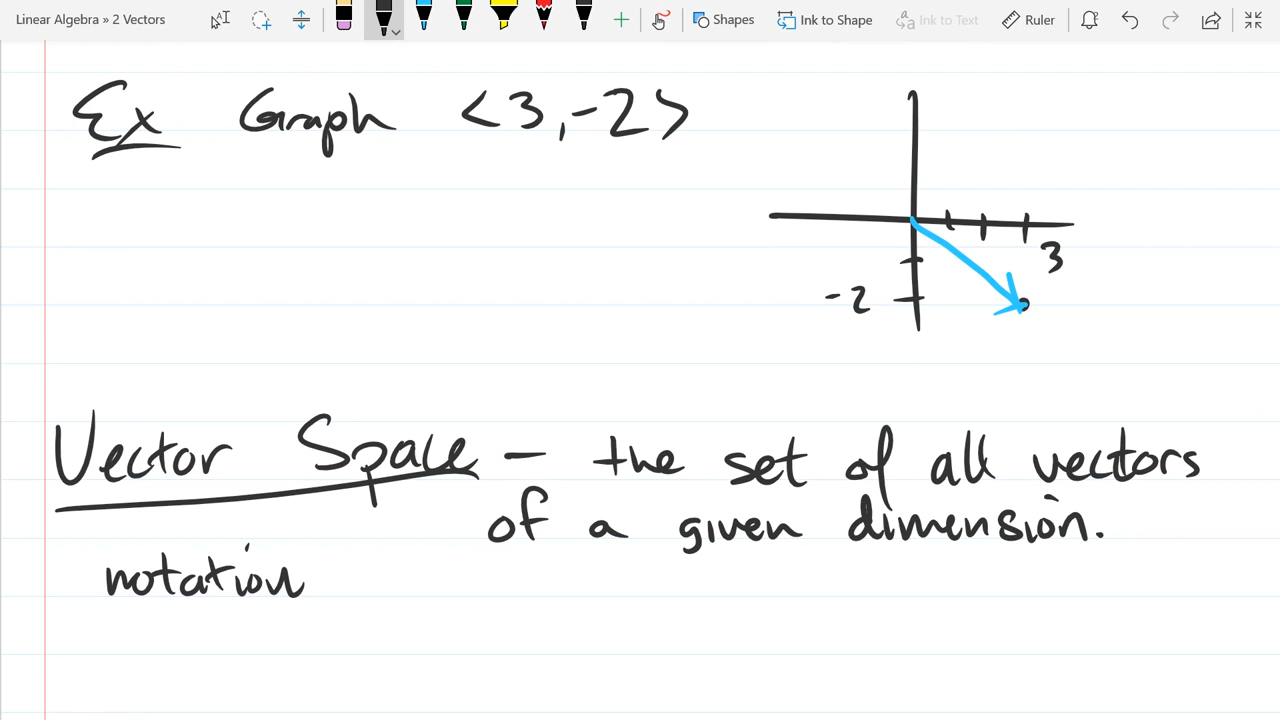 Linear Algebra » 2 Vectors
Shapes
Ink to Shape
Ink to Text
Ruler
Ex Graph <3,-2>
3
-2
Vector Space - the set of all vectors
of a given dimension.
notation